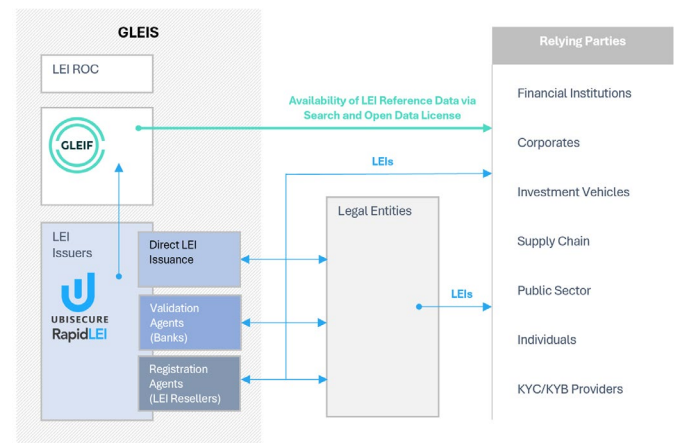 GLEIS
LEI ROC
GLEIF
LEI
Issuers
UBISECURE
RapidLEI
Direct LEI
Issuance
Validation
Agents
(Banks)
Registration
Agents
(LEI Resellers)
Availability of LEI Reference Data via
Search and Open Data License
LEIs
Legal Entities
LEIs
Relying Parties
Financial Institutions
Corporates
Investment Vehicles
Supply Chain
Public Sector
Individuals
KYC/KYB Providers